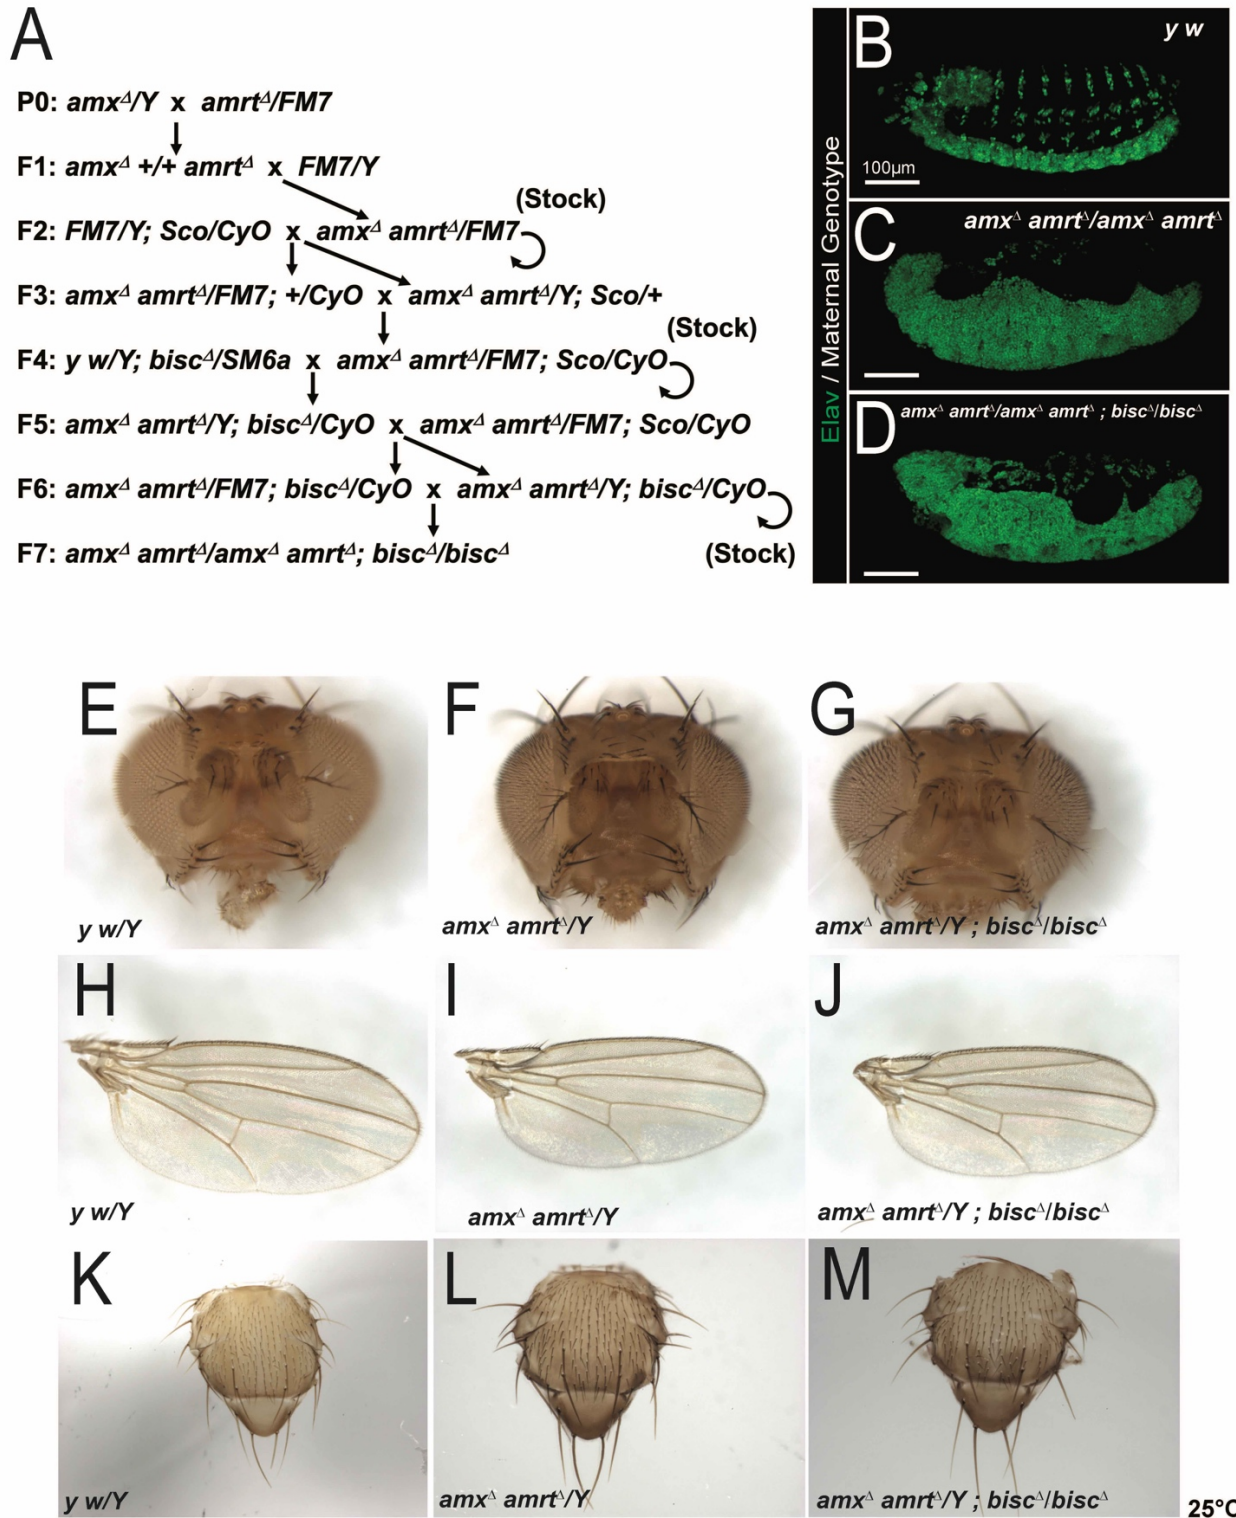 A
P0: amx^Δ/Y x amrt^Δ/FM7
F1: amx^Δ +/+ amrt^Δ x FM7/Y
(Stock)
F2: FM7/Y; Sco/CyO x amx^Δ amrt^Δ/FM7
F3: amx^Δ amrt^Δ/FM7; +/CyO x amx^Δ amrt^Δ/Y; Sco/+
(Stock)
F4: y w/Y; bisc^Δ/SM6a x amx^Δ amrt^Δ/FM7; Sco/CyO
F5: amx^Δ amrt^Δ/Y; bisc^Δ/CyO x amx^Δ amrt^Δ/FM7; Sco/CyO
F6: amx^Δ amrt^Δ/FM7; bisc^Δ/CyO x amx^Δ amrt^Δ/Y; bisc^Δ/CyO
F7: amx^Δ amrt^Δ/amx^Δ amrt^Δ; bisc^Δ/bisc^Δ
(Stock)
Elav / Maternal Genotype
B
y w
100µm
C
amx^Δ amrt^Δ/amx^Δ amrt^Δ
D
amx^Δ amrt^Δ/amx^Δ amrt^Δ ; bisc^Δ/bisc^Δ
E
y w/Y
F
amx^Δ amrt^Δ/Y
G
amx^Δ amrt^Δ/Y ; bisc^Δ/bisc^Δ
H
y w/Y
I
amx^Δ amrt^Δ/Y
J
amx^Δ amrt^Δ/Y ; bisc^Δ/bisc^Δ
K
y w/Y
L
amx^Δ amrt^Δ/Y
M
amx^Δ amrt^Δ/Y ; bisc^Δ/bisc^Δ
25°C